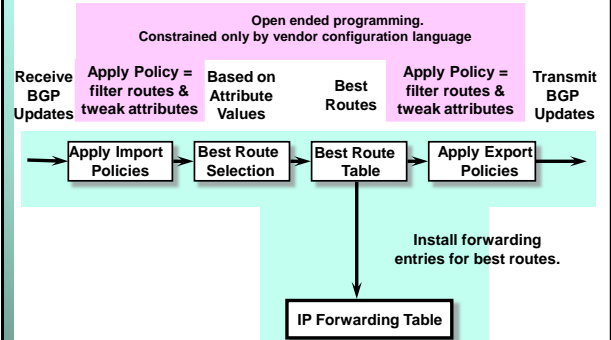 Open ended programming.
Constrained only by vendor configuration language
Receive
BGP
Updates
Apply Policy =
filter routes &
tweak attributes
Based on
Attribute
Values
Best
Routes
Apply Policy =
filter routes &
tweak attributes
Transmit
BGP
Updates
Apply Import
Policies
Best Route
Selection
Best Route
Table
Apply Export
Policies
Install forwarding
entries for best routes.
IP Forwarding Table